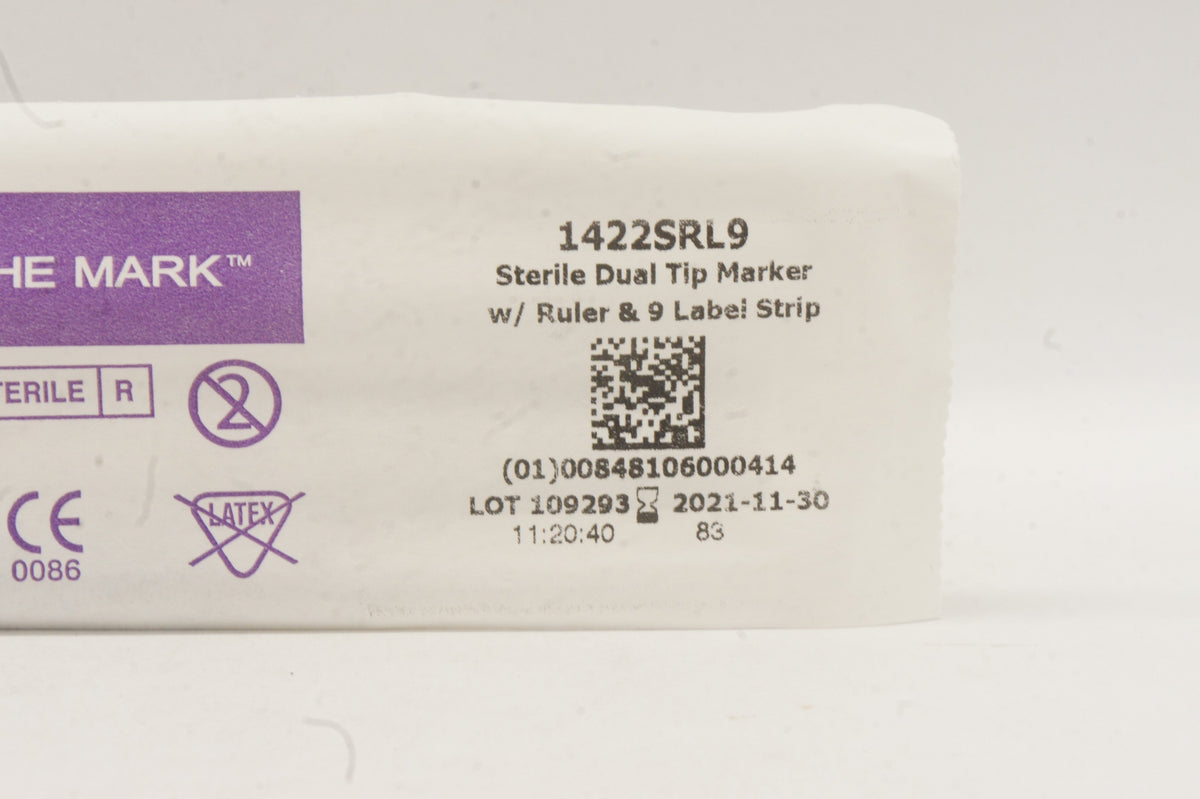 HE MARK™
TERILE R
2
LATEX
CE
0086
1422SRL9
Sterile Dual Tip Marker
w/ Ruler & 9 Label Strip
(01)00848106000414
LOT 109293 2021-11-30
11:20:40 83